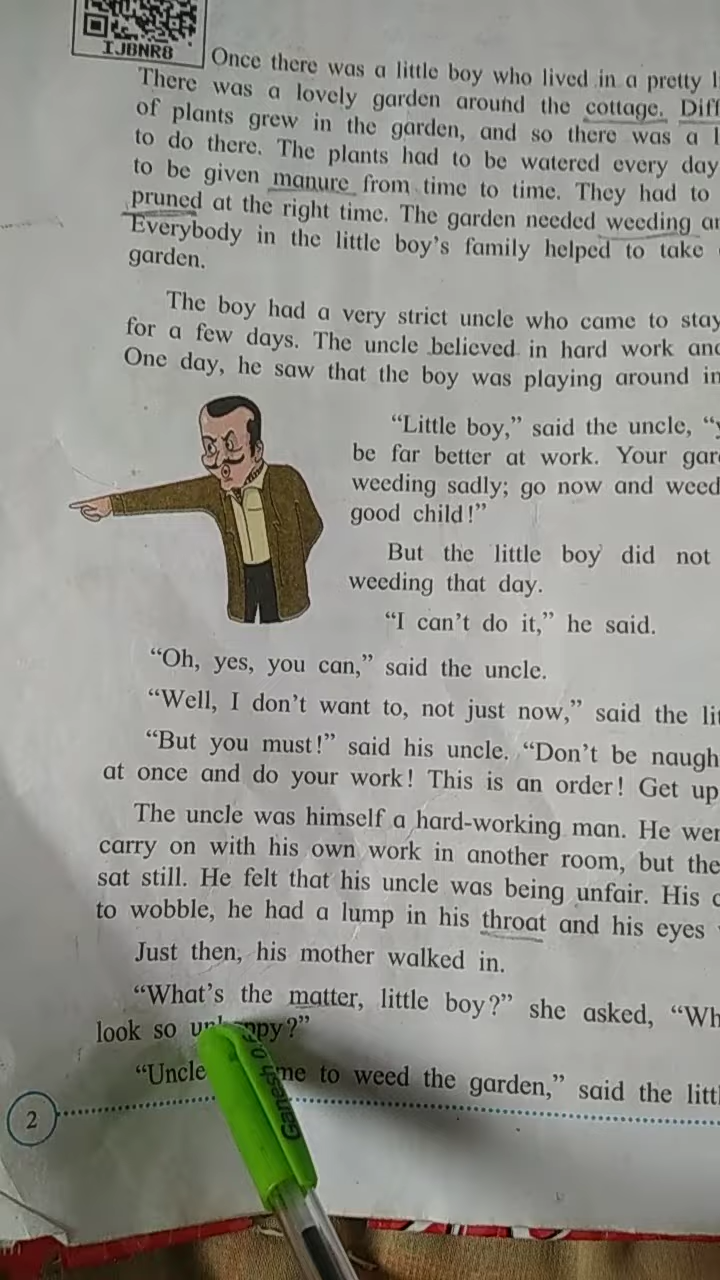 IJBNR8
Once there was a little boy who lived in a pretty
There was a lovely garden around the cottage.
of plants grew in the garden, and so there was a
to do there. The plants had to be watered every day
to be given manure from time to time. They had to
pruned at the right time. The garden needed weeding
Everybody in the little boy's family helped to take
garden.
The boy had a very strict uncle who came to stay
for a few days. The uncle believed in hard work
One day, he saw that the boy was playing around
“Little boy,” said the uncle,
be far better at work. Your
weeding sadly; go now and weed
good child!”
But the little boy did not
weeding that day.
“I can't do it,” he said.
“Oh, yes, you can,” said the uncle.
“Well, I don't want to, not just now,” said the
“But you must!” said his uncle. “Don't be
at once and do your work! This is an order! Get up
The uncle was himself a hard-working man. He
carry on with his own work in another room, but
sat still. He felt that his uncle was being unfair. His
to wobble, he had a lump in his throat and his eyes
Just then, his mother walked in.
“What's the matter, little boy?” she asked,
look so
“Uncle me to weed the garden,” said the
2
Ganesh